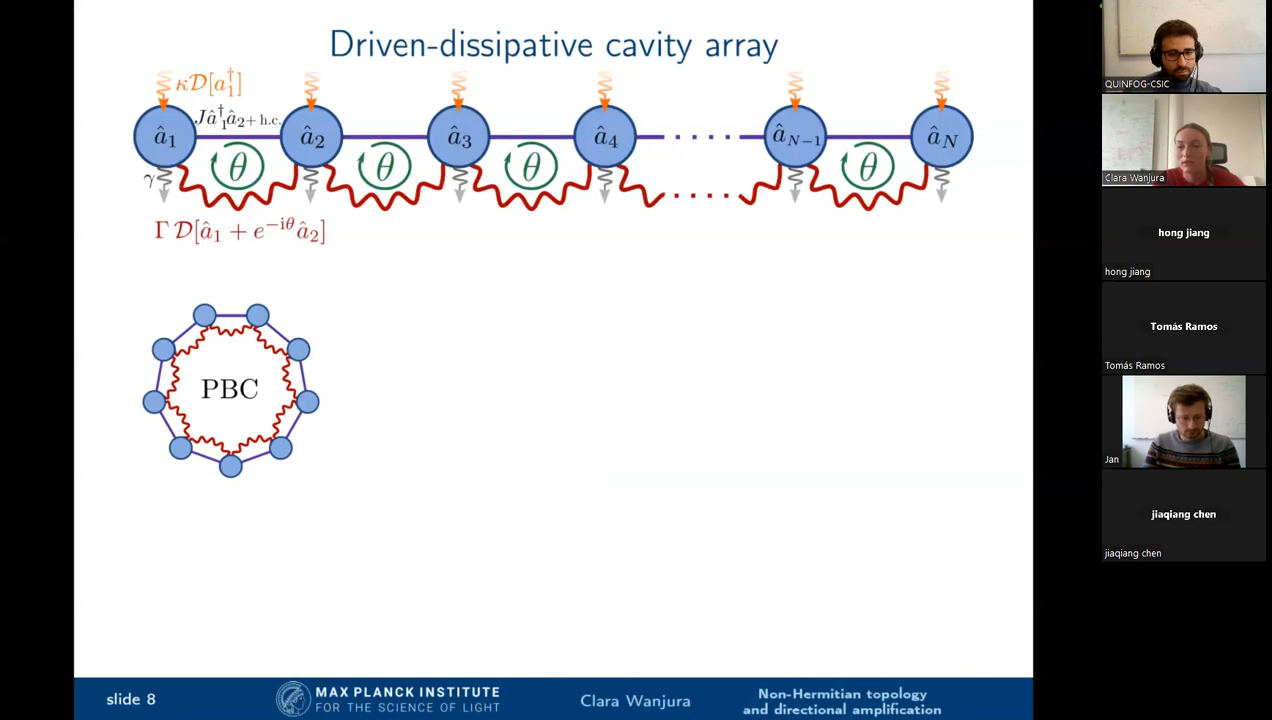 Driven-dissipative cavity array
κ𝒟[a₁†]
Jâ₁†â₂+ h.c.
â₁ â₂ â₃ â₄ · · · · · â_{N−1} â_N
θ θ θ θ
γ
· · · · ·
Γ 𝒟[â₁ + e^{−iθ}â₂]
PBC
slide 8
MAX PLANCK INSTITUTE
FOR THE SCIENCE OF LIGHT
Clara Wanjura
Non-Hermitian topology
and directional amplification
QUINFOG-CSIC
Clara Wanjura
hong jiang
hong jiang
Tomás Ramos
Tomás Ramos
Jan
jiaqiang chen
jiaqiang chen